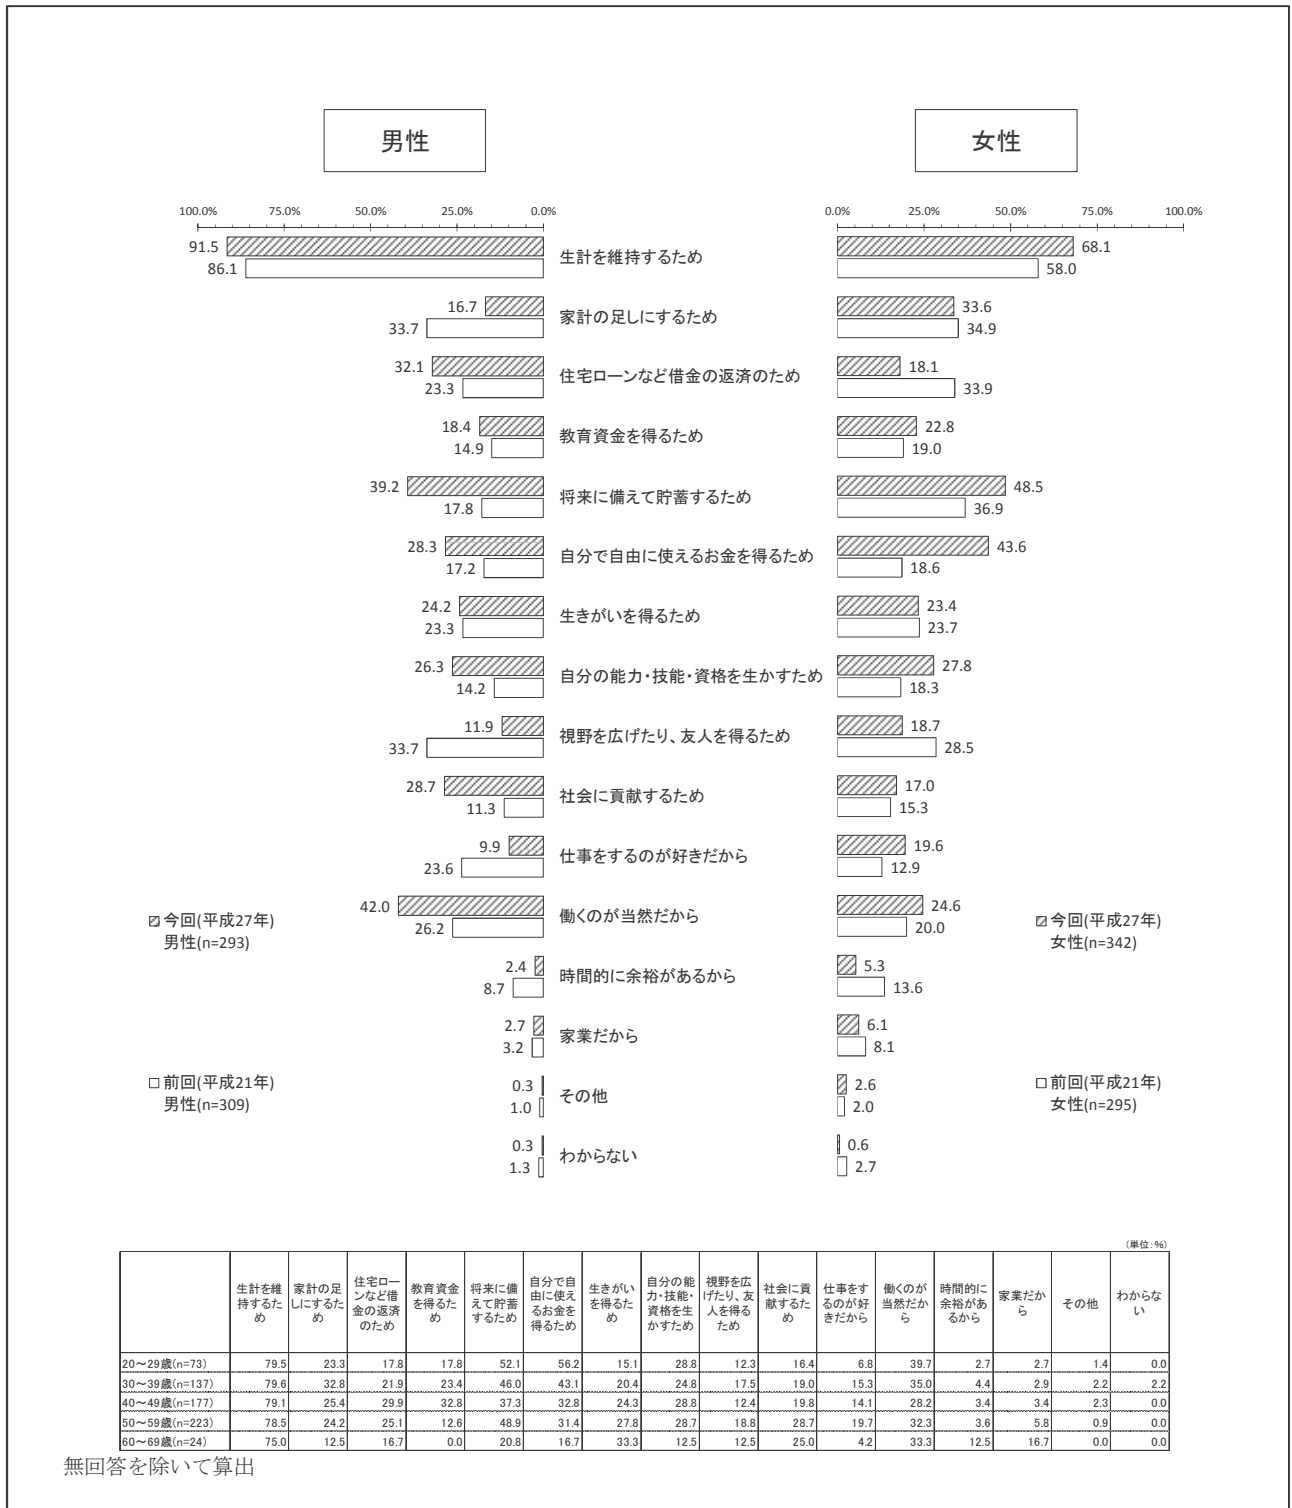 男性
女性
100.0% 75.0% 50.0% 25.0% 0.0%
0.0% 25.0% 50.0% 75.0% 100.0%
91.5 生計を維持するため 68.1
86.1 58.0
16.7 家計の足しにするため 33.6
33.7 34.9
32.1 住宅ローンなど借金の返済のため 18.1
23.3 33.9
18.4 教育資金を得るため 22.8
14.9 19.0
39.2 将来に備えて貯蓄するため 48.5
17.8 36.9
28.3 自分で自由に使えるお金を得るため 43.6
17.2 18.6
24.2 生きがいを得るため 23.4
23.3 23.7
26.3 自分の能力・技能・資格を生かすため 27.8
14.2 18.3
11.9 視野を広げたり、友人を得るため 18.7
33.7 28.5
28.7 社会に貢献するため 17.0
11.3 15.3
9.9 仕事をするのが好きだから 19.6
23.6 12.9
42.0 働くのが当然だから 24.6
26.2 20.0
今回(平成27年)
男性(n=293)
今回(平成27年)
女性(n=342)
2.4 時間的に余裕があるから 5.3
8.7 13.6
2.7 家業だから 6.1
3.2 8.1
前回(平成21年)
男性(n=309)
前回(平成21年)
女性(n=295)
0.3 その他 2.6
1.0 2.0
0.3 わからない 0.6
1.3 2.7
(単位:%)
生計を維持するため 家計の足しにするため 住宅ローンなど借金の返済のため 教育資金を得るため 将来に備えて貯蓄するため 自分で自由に使えるお金を得るため 生きがいを得るため 自分の能力・技能・資格を生かすため 視野を広げたり、友人を得るため 社会に貢献するため 仕事をするのが好きだから 働くのが当然だから 時間的に余裕があるから 家業だから その他 わからない
20～29歳(n=73) 79.5 23.3 17.8 17.8 52.1 56.2 15.1 28.8 12.3 16.4 6.8 39.7 2.7 2.7 1.4 0.0
30～39歳(n=137) 79.6 32.8 21.9 23.4 46.0 43.1 20.4 24.8 17.5 19.0 15.3 35.0 4.4 2.9 2.2 2.2
40～49歳(n=177) 79.1 25.4 29.9 32.8 37.3 32.8 24.3 28.8 12.4 19.8 14.1 28.2 3.4 3.4 2.3 0.0
50～59歳(n=223) 78.5 24.2 25.1 12.6 48.9 31.4 27.8 28.7 18.8 28.7 19.7 32.3 3.6 5.8 0.9 0.0
60～69歳(n=24) 75.0 12.5 16.7 0.0 20.8 16.7 33.3 12.5 12.5 25.0 4.2 33.3 12.5 16.7 0.0 0.0
無回答を除いて算出